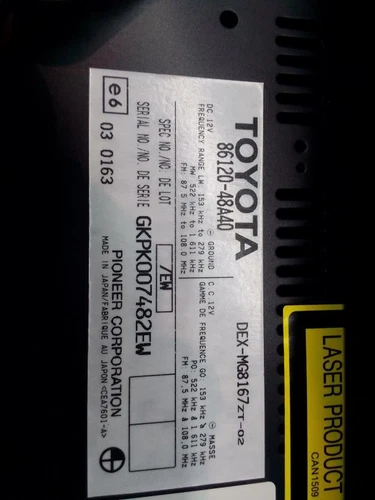 TOYOTA
86120-48A40 DEX-MG8167ZT-02
DC 12V ⊖ GROUND C C 12V ⊖ MASSE
FREQUENCY RANGE LW: 153 kHz to 279 kHz GAMME DE FREQUENCE GO 153 kHz à 279 kHz
MW: 522 kHz to 1 611 kHz PO: 522 kHz à 1 611 kHz
FM: 87. 5 MHz to 108. 0 MHz FM: 87, 5 MHz à 108, 0 MHz
SPEC NO./NO. DE LOT /EW
SERIAL NO./NO. DE SERIE GKPK007482EW
e6 03 0163 PIONEER CORPORATION
MADE IN JAPAN/FABRIQUE AU JAPON <CEA7601-A>
LASER PRODUCT
CAN1509